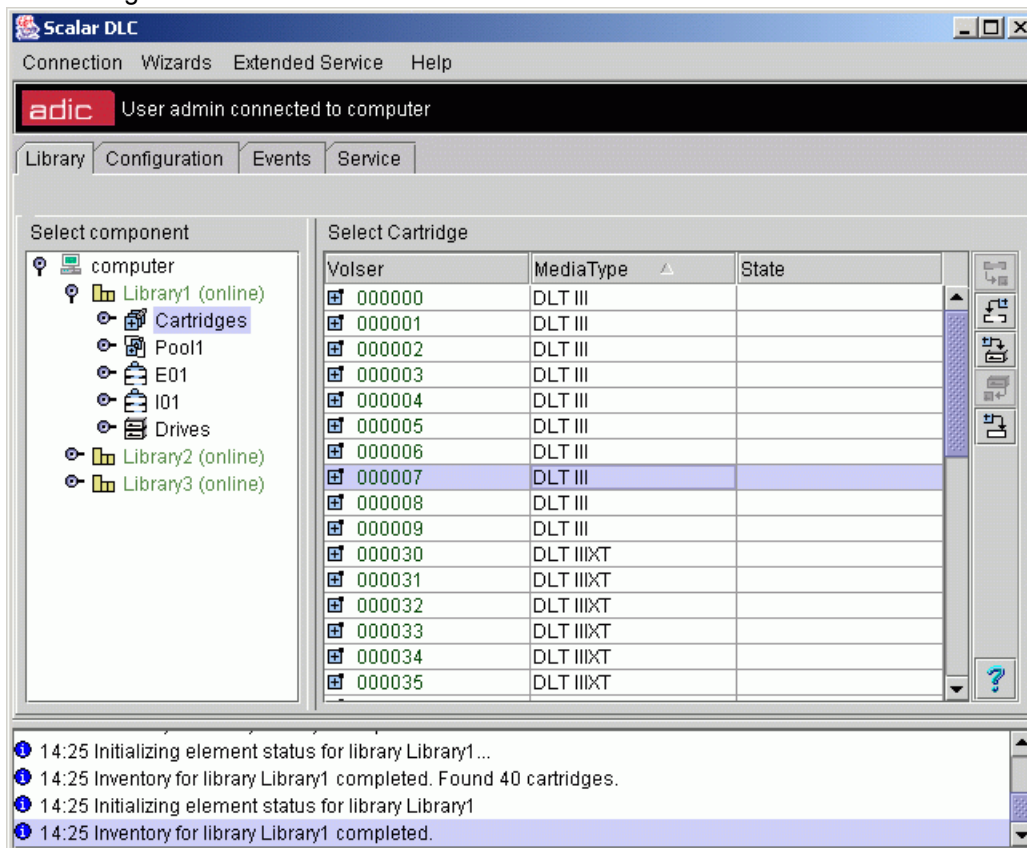 Scalar DLC
Connection Wizards Extended Service Help
adic User admin connected to computer
Library Configuration Events Service
Select component
computer
Library1 (online)
Cartridges
Pool1
E01
I01
Drives
Library2 (online)
Library3 (online)
Select Cartridge
Volser MediaType State
000000 DLT III
000001 DLT III
000002 DLT III
000003 DLT III
000004 DLT III
000005 DLT III
000006 DLT III
000007 DLT III
000008 DLT III
000009 DLT III
000030 DLT IIIXT
000031 DLT IIIXT
000032 DLT IIIXT
000033 DLT IIIXT
000034 DLT IIIXT
000035 DLT IIIXT
14:25 Initializing element status for library Library1...
14:25 Inventory for library Library1 completed. Found 40 cartridges.
14:25 Initializing element status for library Library1
14:25 Inventory for library Library1 completed.